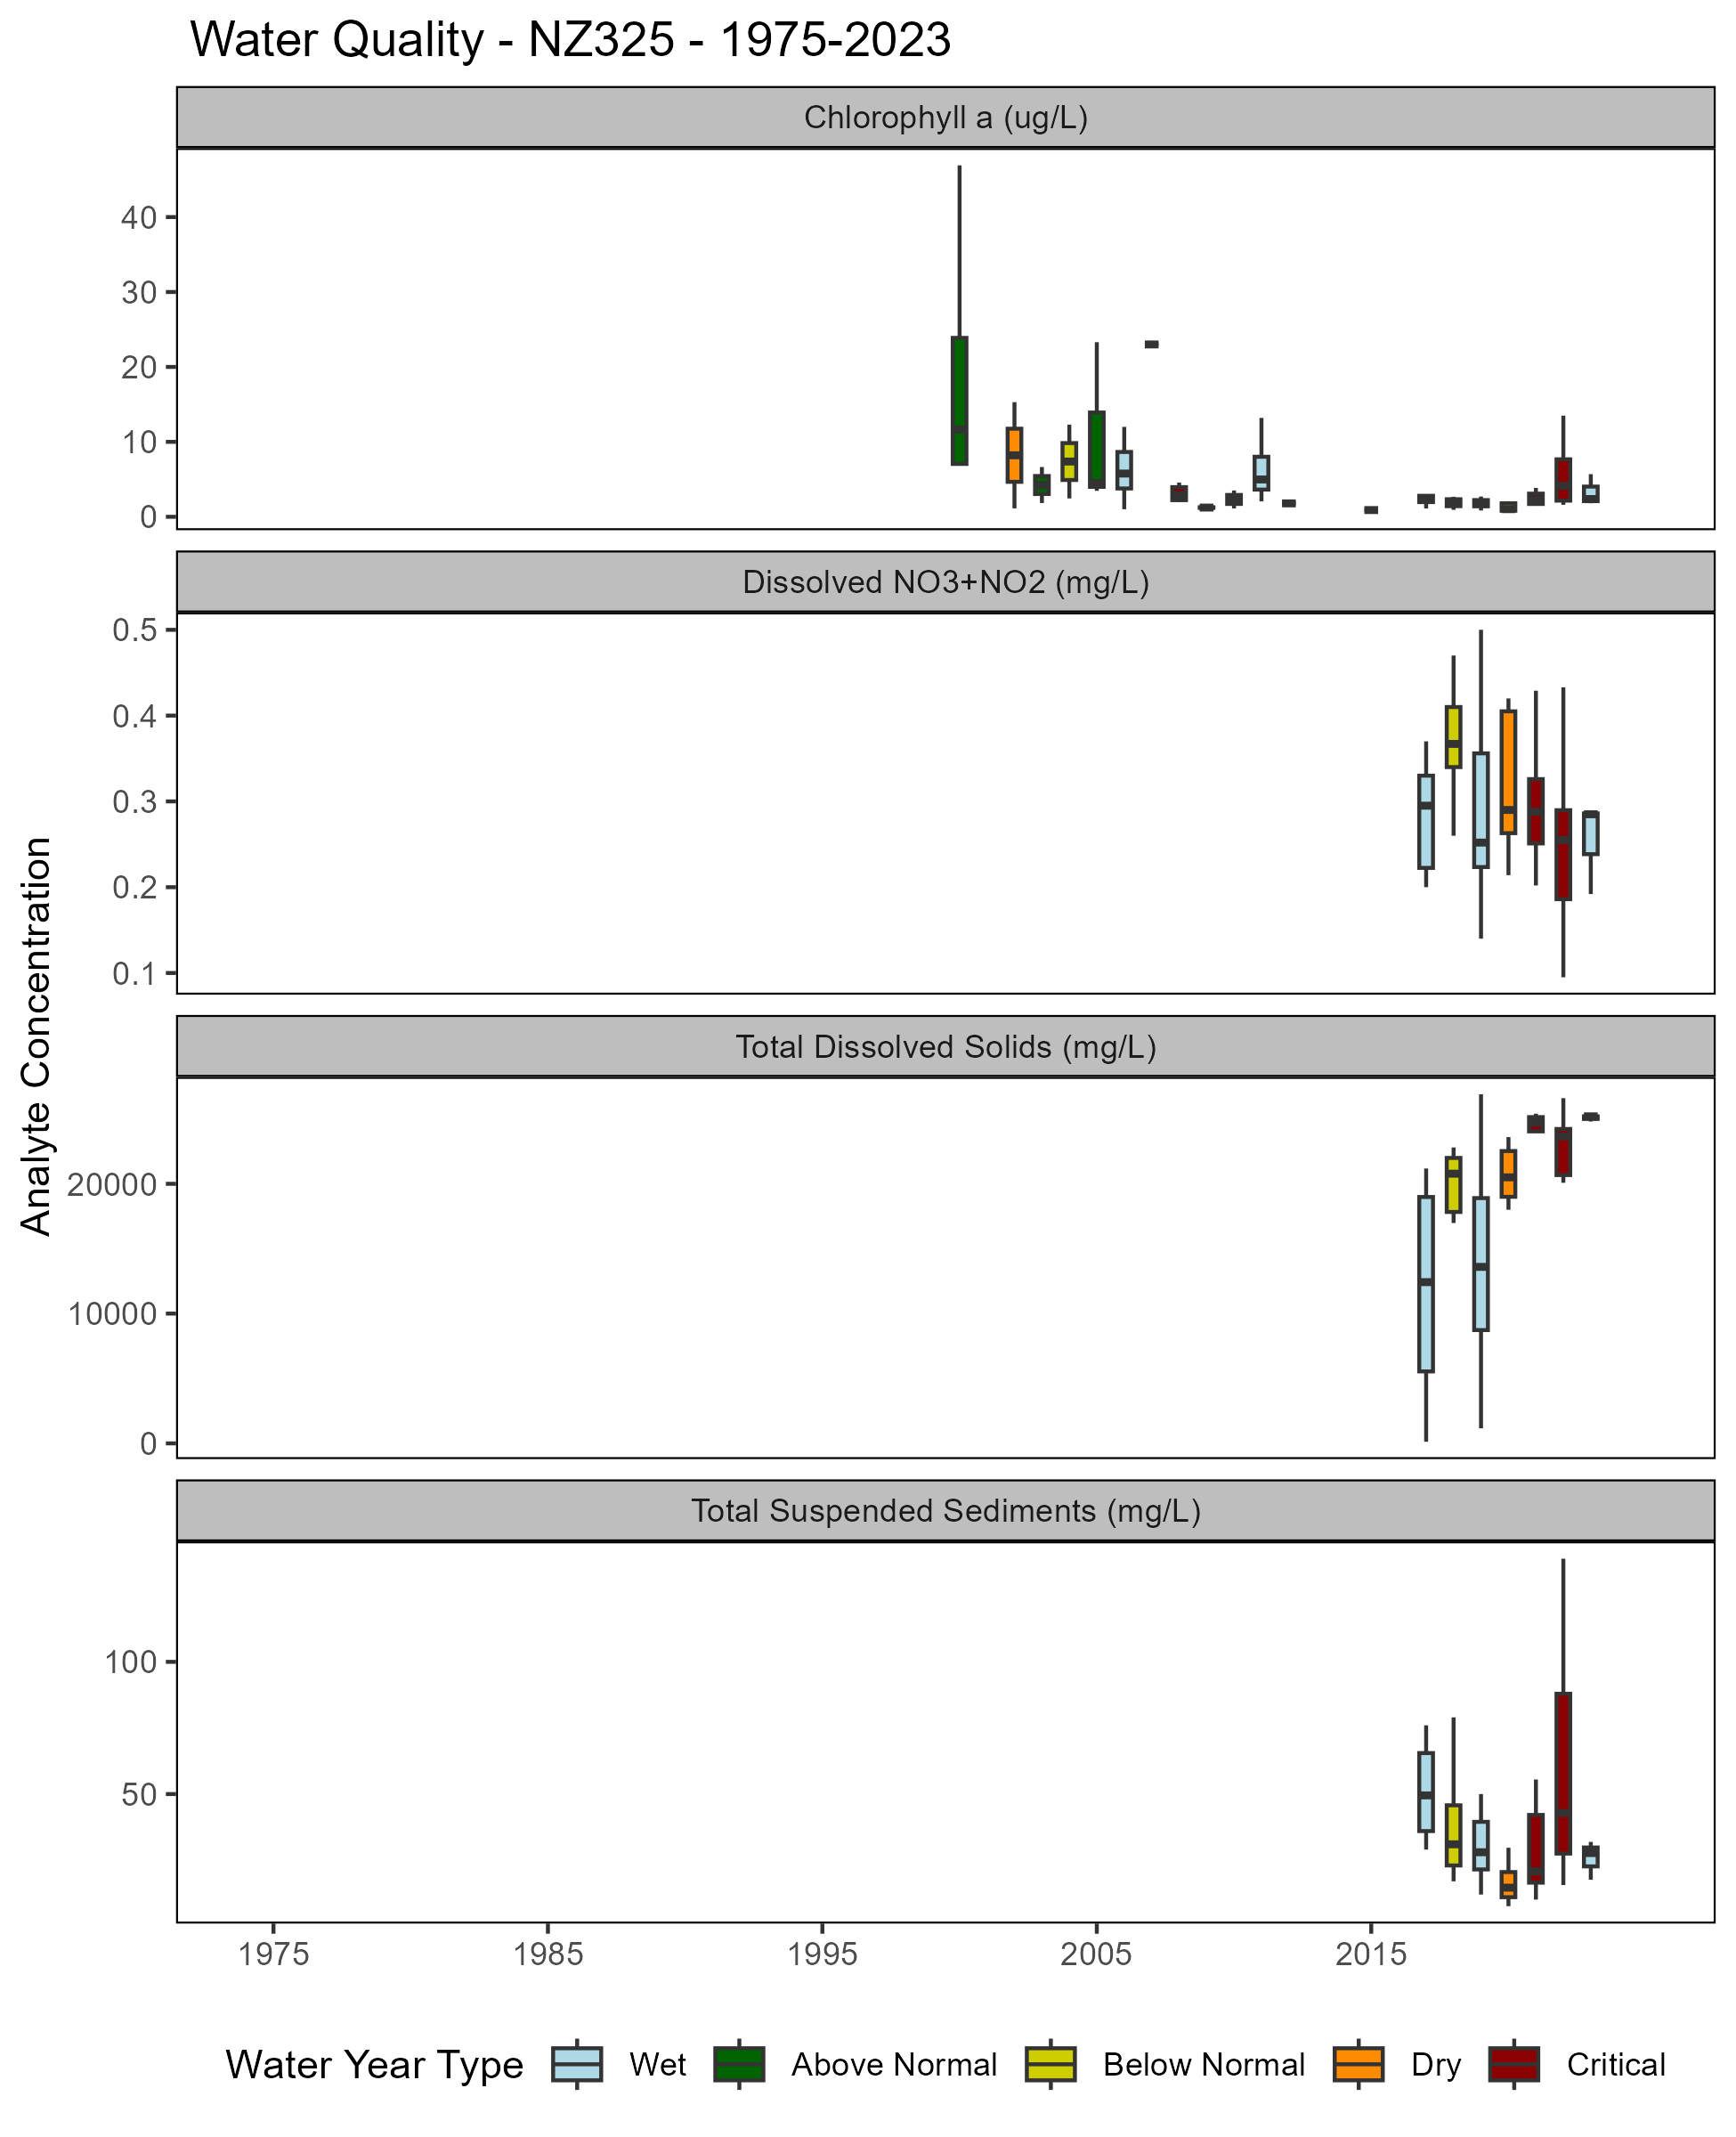 Water Quality - NZ325 - 1975-2023
Chlorophyll a (ug/L)
40
30
20
10
0
Dissolved NO3+NO2 (mg/L)
0.5
0.4
0.3
0.2
0.1
Analyte Concentration
Total Dissolved Solids (mg/L)
20000
10000
0
Total Suspended Sediments (mg/L)
100
50
1975 1985 1995 2005 2015
Water Year Type Wet Above Normal Below Normal Dry Critical